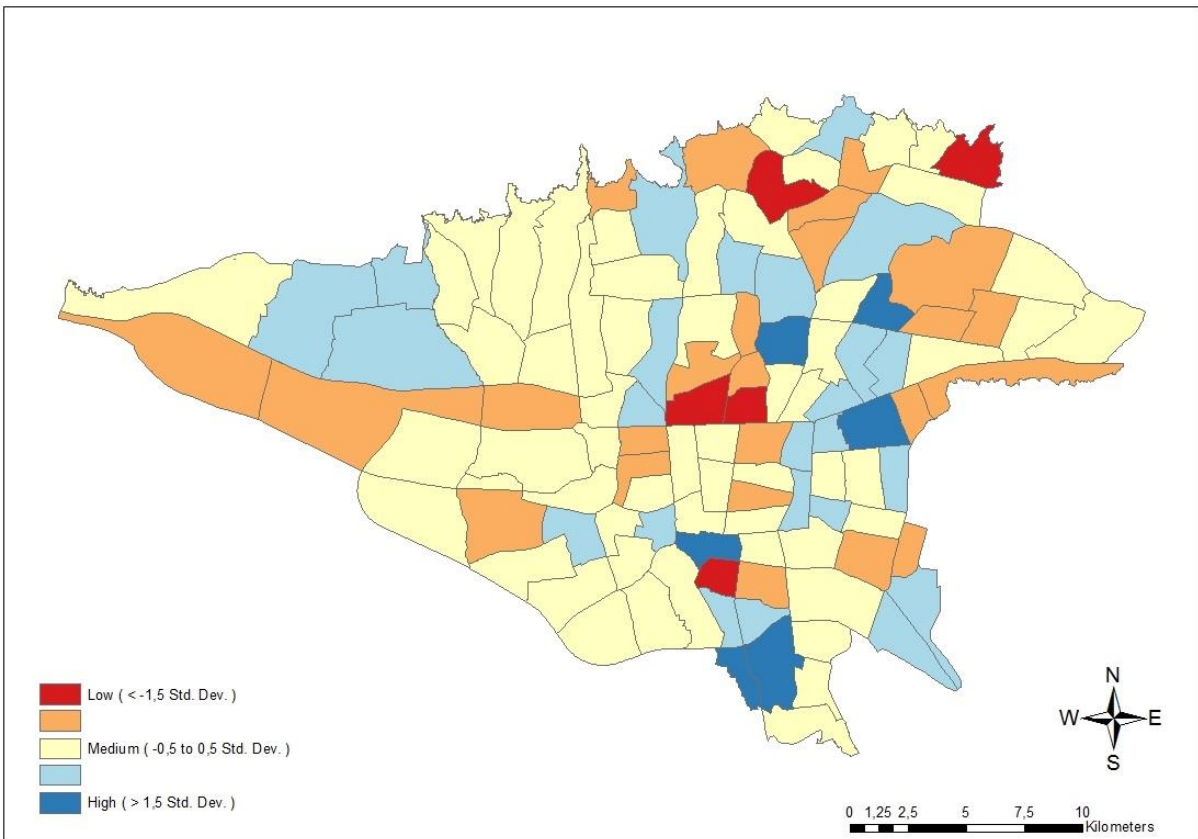 Low ( < -1,5 Std. Dev. )
Medium ( -0,5 to 0,5 Std. Dev. )
High ( > 1,5 Std. Dev. )
N
W E
S
0 1,25 2,5 5 7,5 10
Kilometers